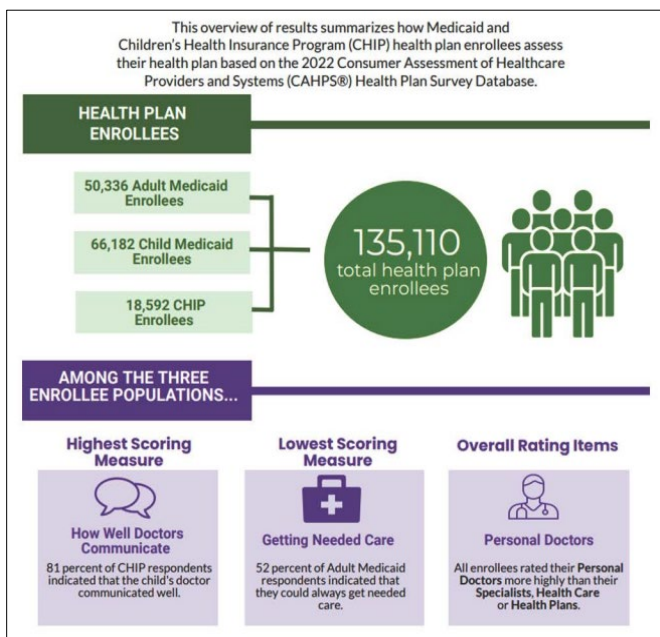 This overview of results summarizes how Medicaid and
Children's Health Insurance Program (CHIP) health plan enrollees assess
their health plan based on the 2022 Consumer Assessment of Healthcare
Providers and Systems (CAHPS®) Health Plan Survey Database.
HEALTH PLAN
ENROLLEES
50,336 Adult Medicaid
Enrollees
66,182 Child Medicaid
Enrollees
18,592 CHIP
Enrollees
135,110
total health plan
enrollees
AMONG THE THREE
ENROLLEE POPULATIONS...
Highest Scoring
Measure
How Well Doctors
Communicate
81 percent of CHIP respondents
indicated that the child's doctor
communicated well.
Lowest Scoring
Measure
Getting Needed Care
52 percent of Adult Medicaid
respondents indicated that
they could always get needed
care.
Overall Rating Items
Personal Doctors
All enrollees rated their Personal
Doctors more highly than their
Specialists, Health Care
or Health Plans.